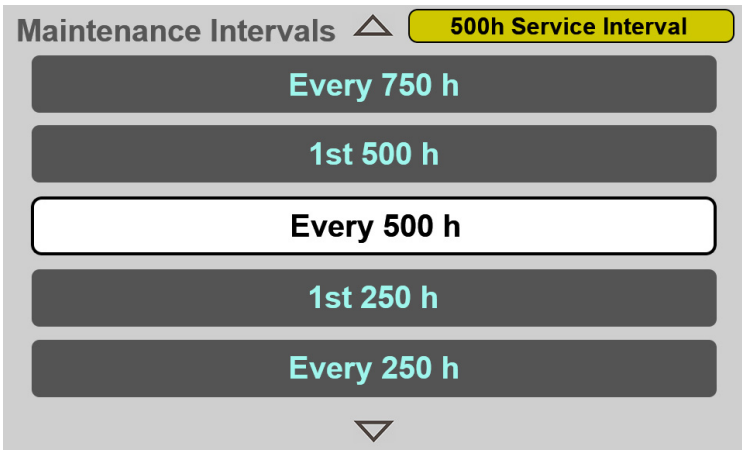 Maintenance Intervals
500h Service Interval
Every 750 h
1st 500 h
Every 500 h
1st 250 h
Every 250 h